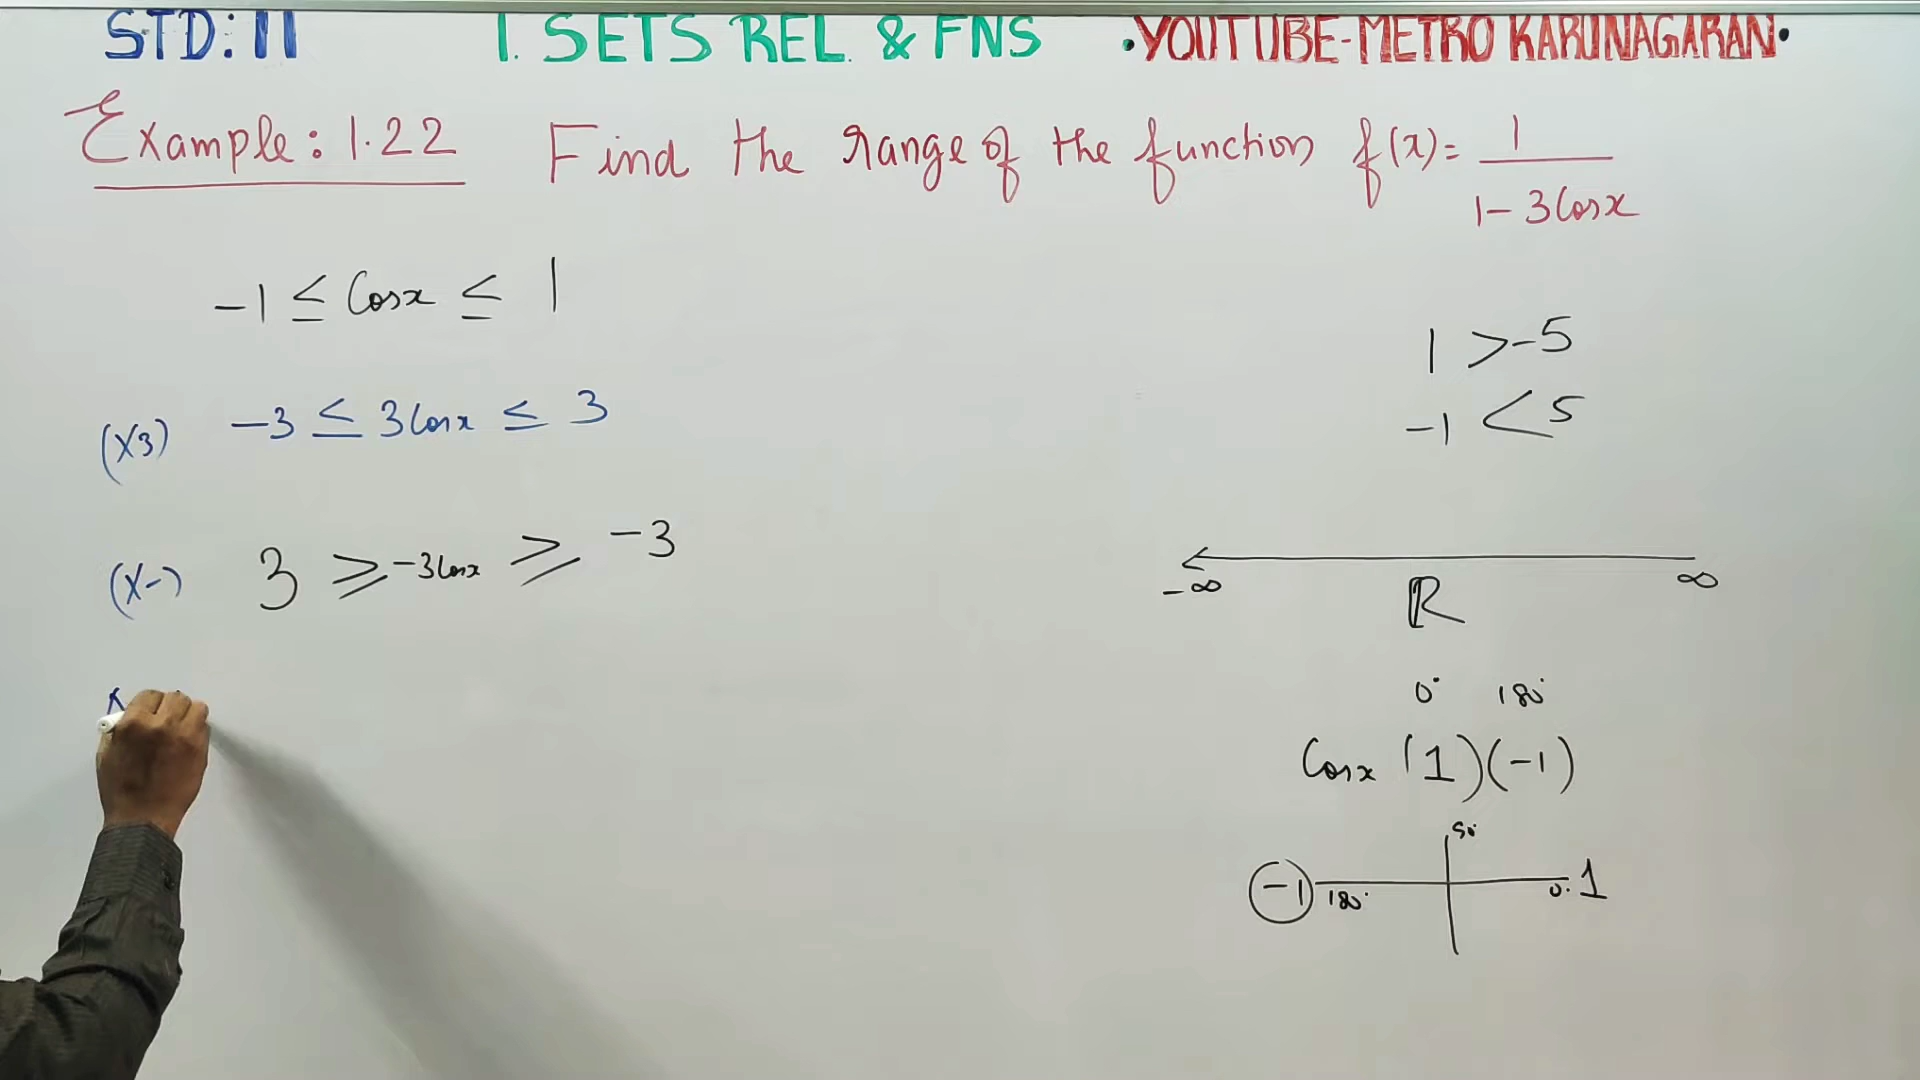 STD: 11 1. SETS REL. & FNS •YOUTUBE-METRO KARUNAGARAN•
Example: 1.22 Find the range of the function f(x)= 1
1-3Cosx
-1 ≤ Cosx ≤ 1
(X3) -3 ≤ 3Cosx ≤ 3
(X-) 3 ≥ -3Cosx ≥ -3
1 >-5
-1 < 5
-∞ ∞
R
0° 180°
Cosx (1)(-1)
90°
-1 180° 0° 1